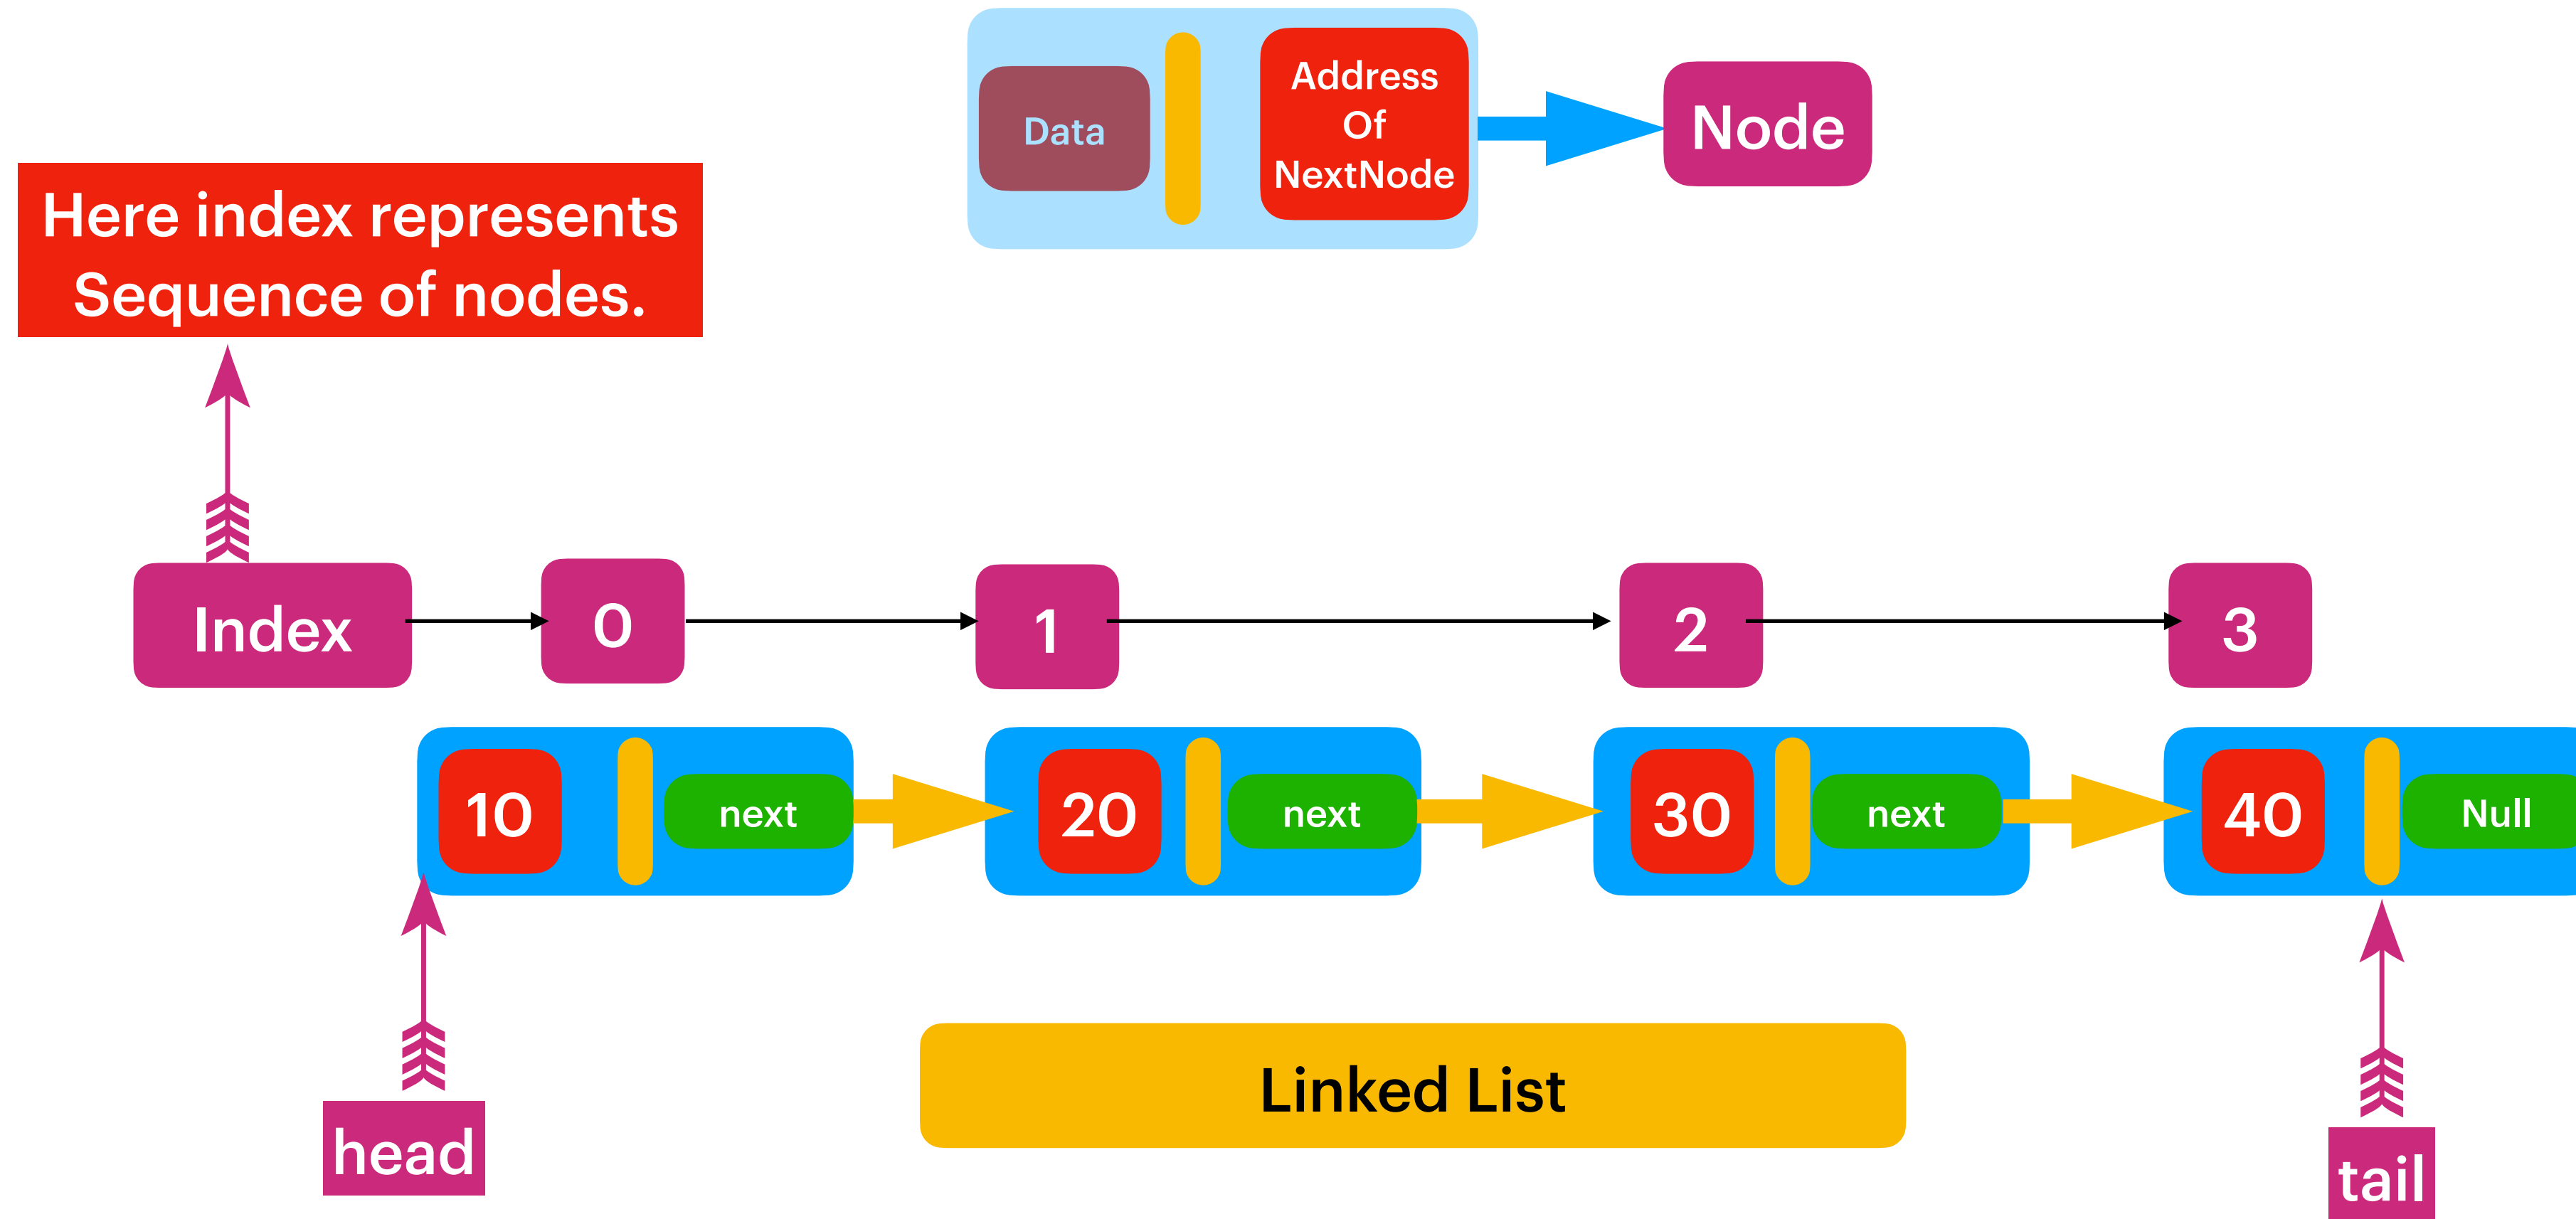 Data
Address
Of
NextNode
Node
Here index represents
Sequence of nodes.
Index
0
1
2
3
10
next
20
next
30
next
40
Null
Linked List
head
tail